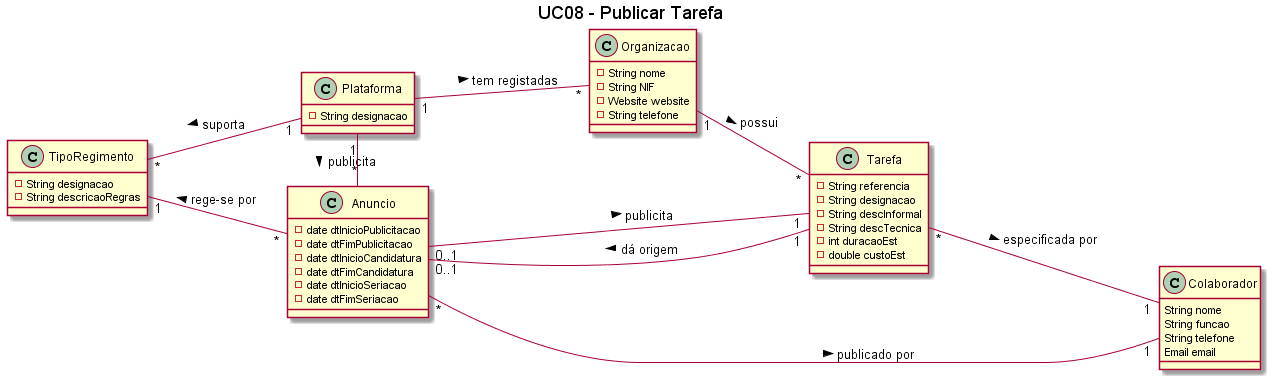 UC08 - Publicar Tarefa
C Organizacao
String nome
String NIF
Website website
String telefone
C Plataforma
String designacao
1
tem registadas
*
1
suporta
*
C TipoRegimento
String designacao
String descricaoRegras
1
publicita
*
1
possui
*
1
rege-se por
*
C Anuncio
date dtInicioPublicitacao
date dtFimPublicitacao
date dtInicioCandidatura
date dtFimCandidatura
date dtInicioSeriacao
date dtFimSeriacao
C Tarefa
String referencia
String designacao
String descInformal
String descTecnica
int duracaoEst
double custoEst
publicita
0..1
1
dá origem
0..1
1
*
especificada por
1
C Colaborador
String nome
String funcao
String telefone
Email email
*
publicado por
1